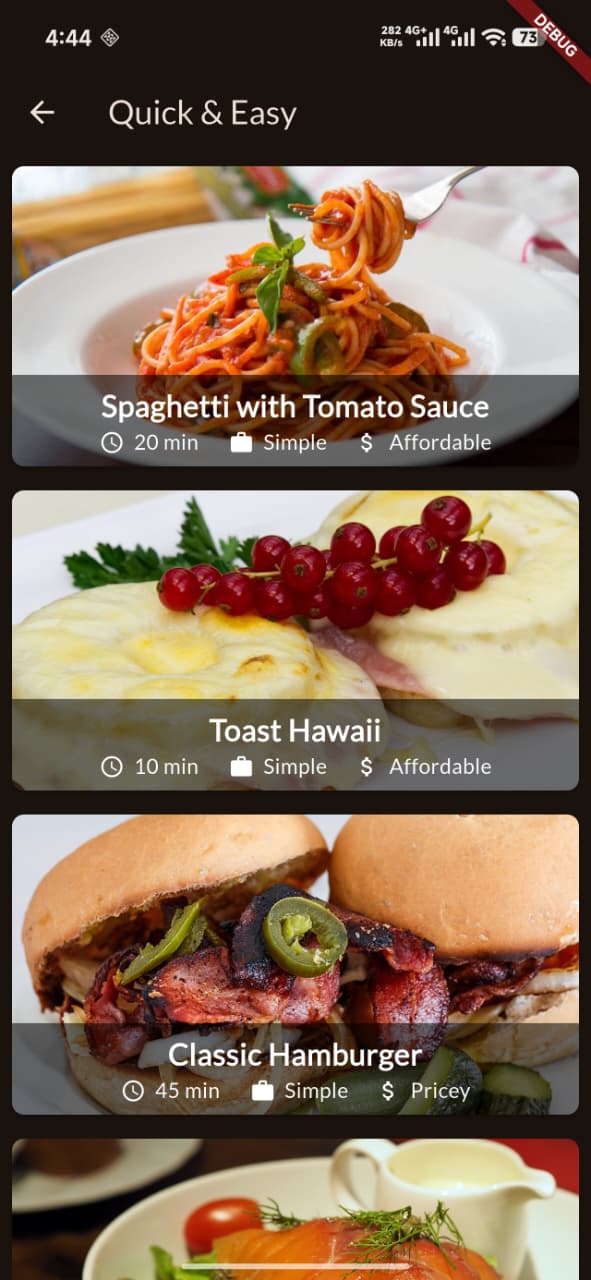 4:44
282 KB/s 4G+ 4G 73
DEBUG
Quick & Easy
Spaghetti with Tomato Sauce
20 min Simple $ Affordable
Toast Hawaii
10 min Simple $ Affordable
Classic Hamburger
45 min Simple $ Pricey